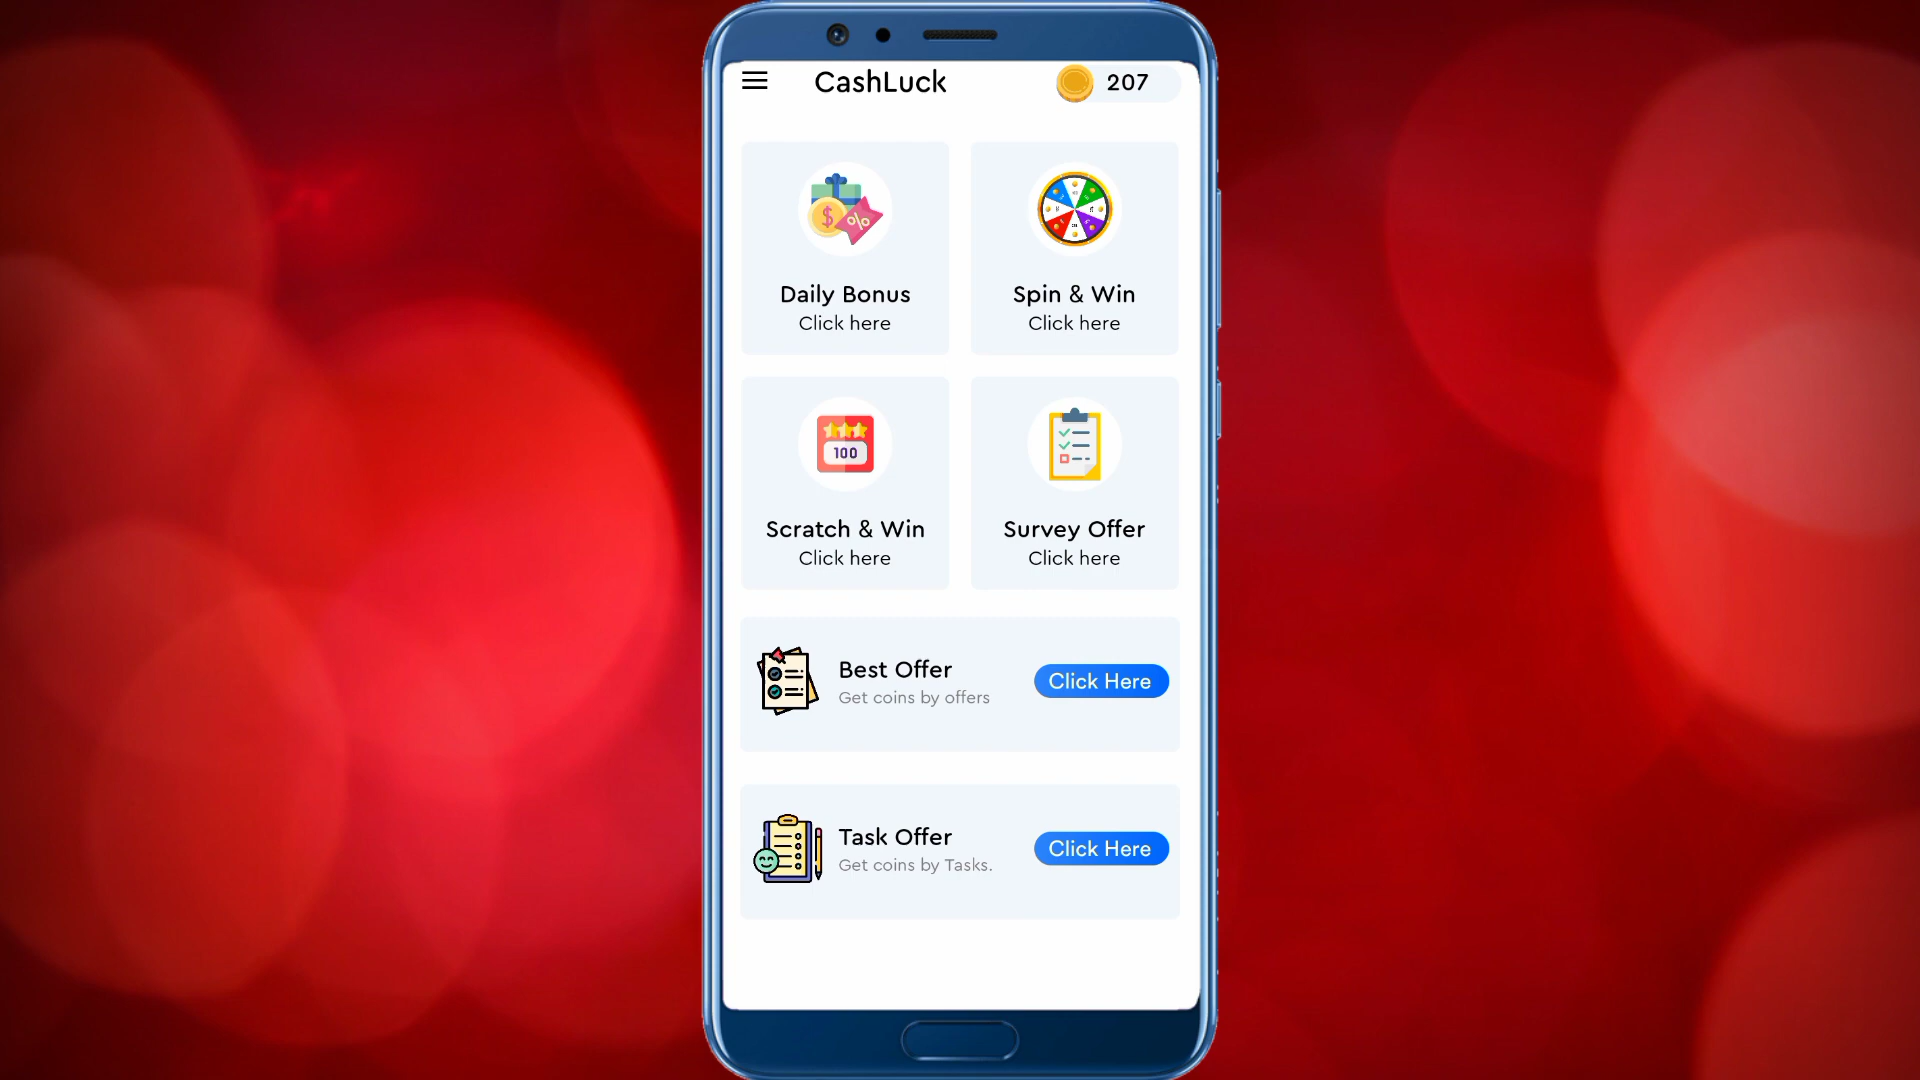 CashLuck
207
Daily Bonus
Click here
Spin & Win
Click here
100
Scratch & Win
Click here
Survey Offer
Click here
Best Offer
Get coins by offers
Click Here
Task Offer
Get coins by Tasks.
Click Here